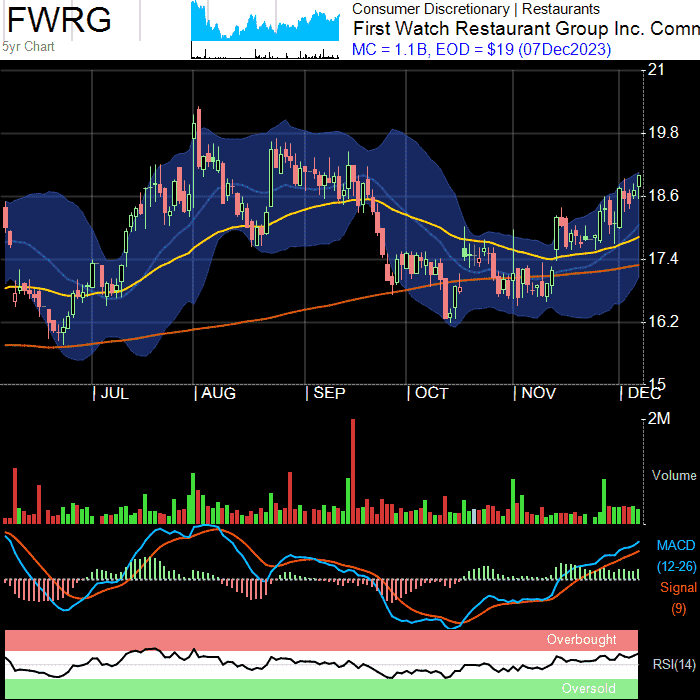 FWRG
5yr Chart
Consumer Discretionary | Restaurants
First Watch Restaurant Group Inc. Comn
MC = 1.1B, EOD = $19 (07Dec2023)
21
19.8
18.6
17.4
16.2
15
| JUL | AUG | SEP | OCT | NOV | DEC
2M
Volume
MACD
(12-26)
Signal
(9)
Overbought
RSI(14)
Oversold